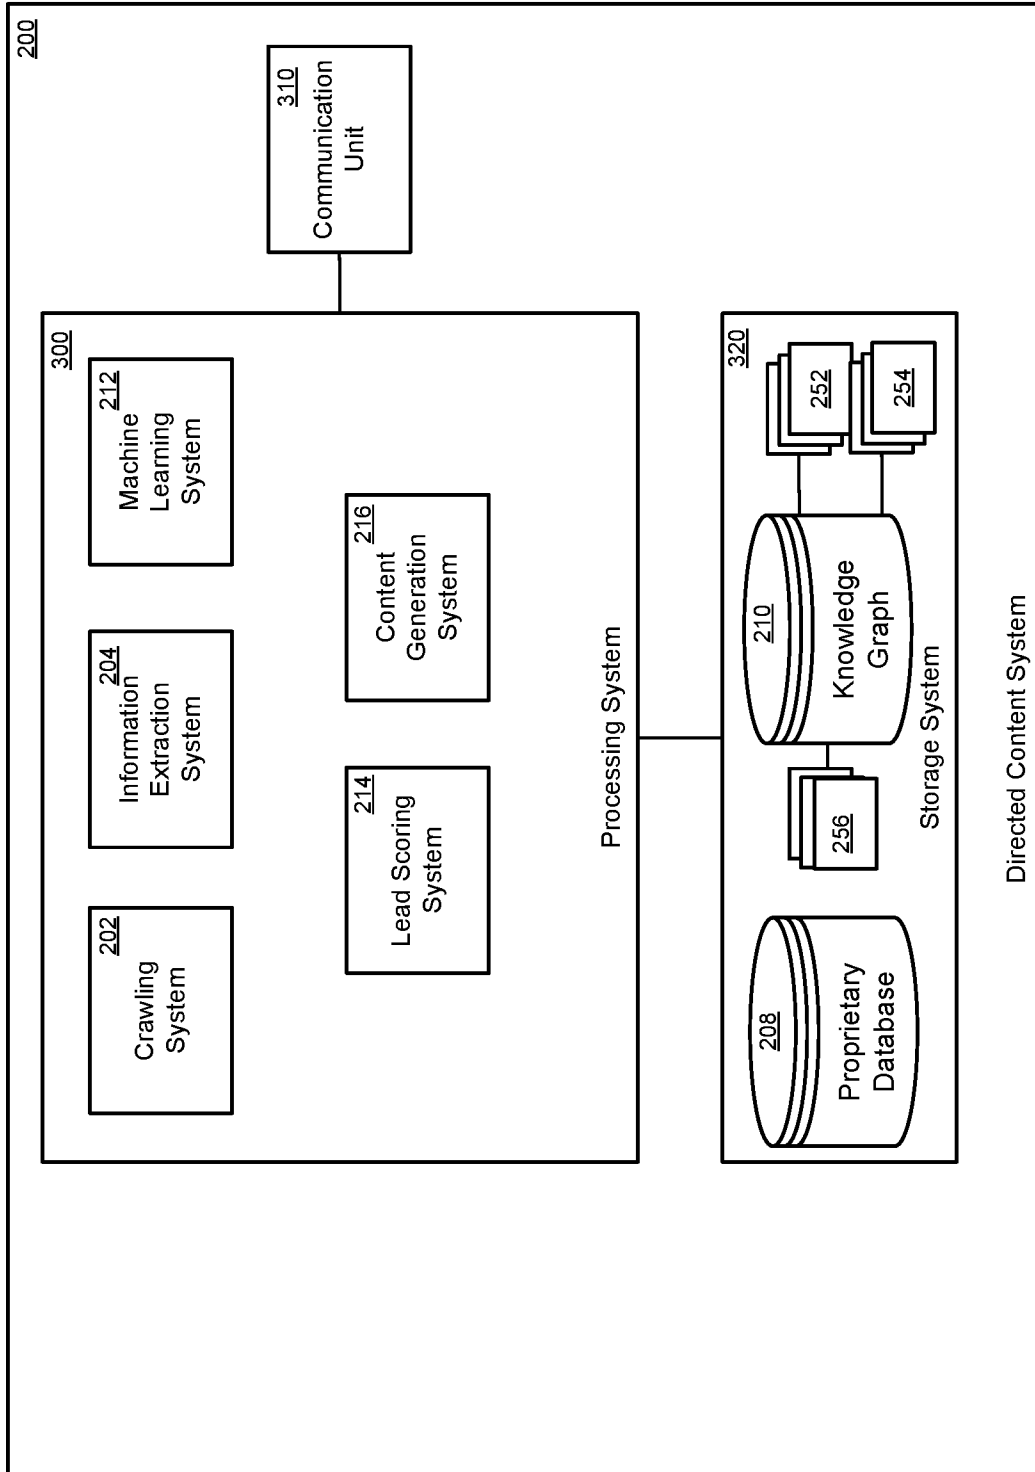 200
300
202
Crawling
System
204
Information
Extraction
System
212
Machine
Learning
System
310
Communication
Unit
214
Lead Scoring
System
216
Content
Generation
System
Processing System
320
208
Proprietary
Database
256
210
Knowledge
Graph
252
254
Storage System
Directed Content System